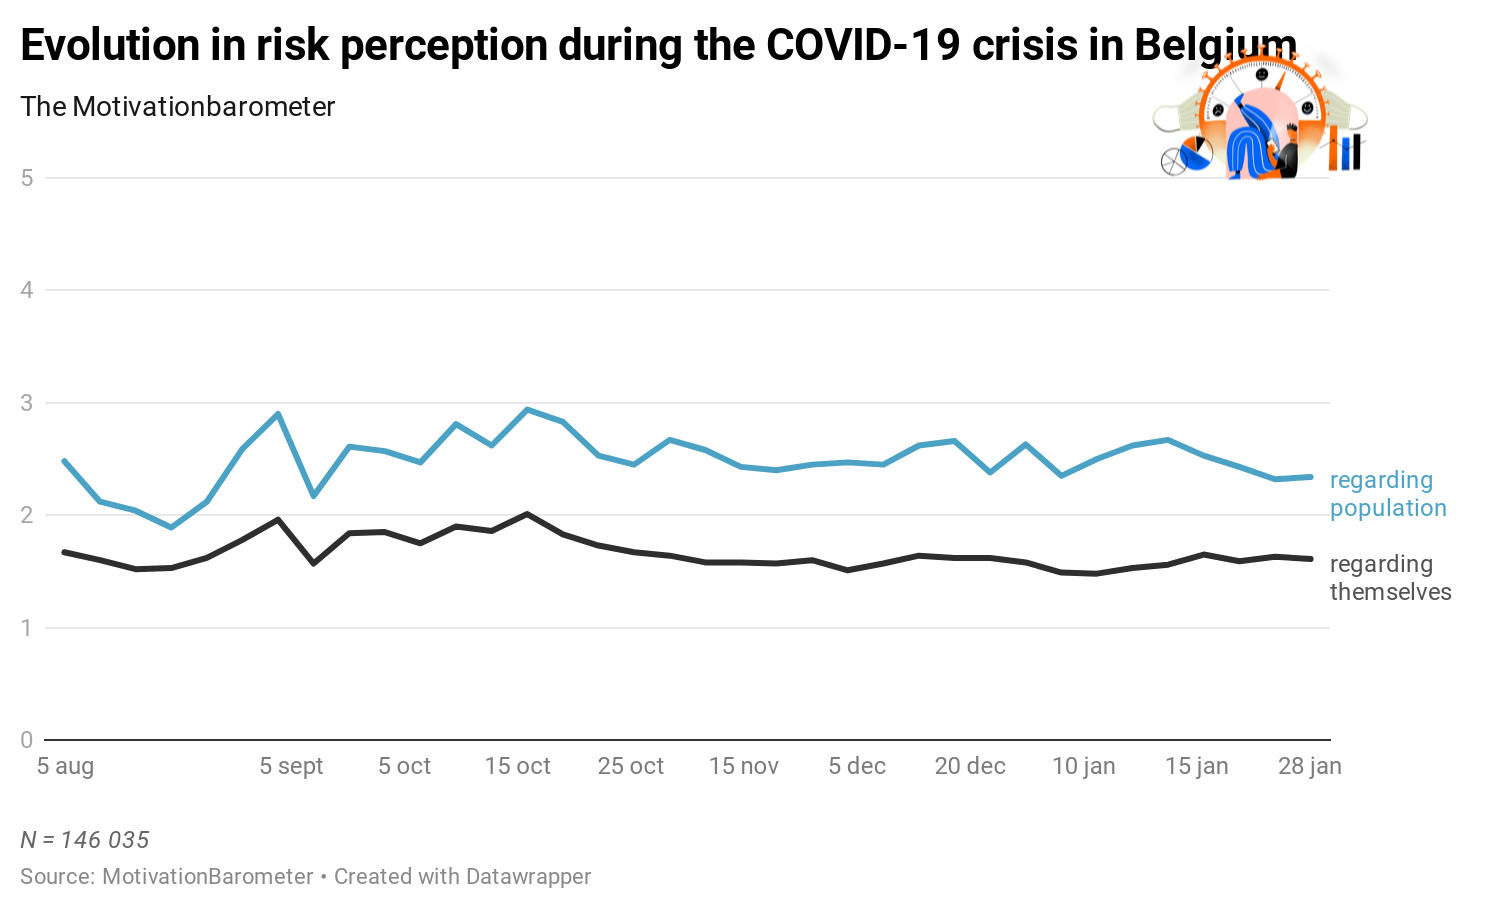 Evolution in risk perception during the COVID-19 crisis in Belgium
The Motivationbarometer
5
4
3
2
1
0
regarding
population
regarding
themselves
5 aug 5 sept 5 oct 15 oct 25 oct 15 nov 5 dec 20 dec 10 jan 15 jan 28 jan
N = 146 035
Source: MotivationBarometer • Created with Datawrapper